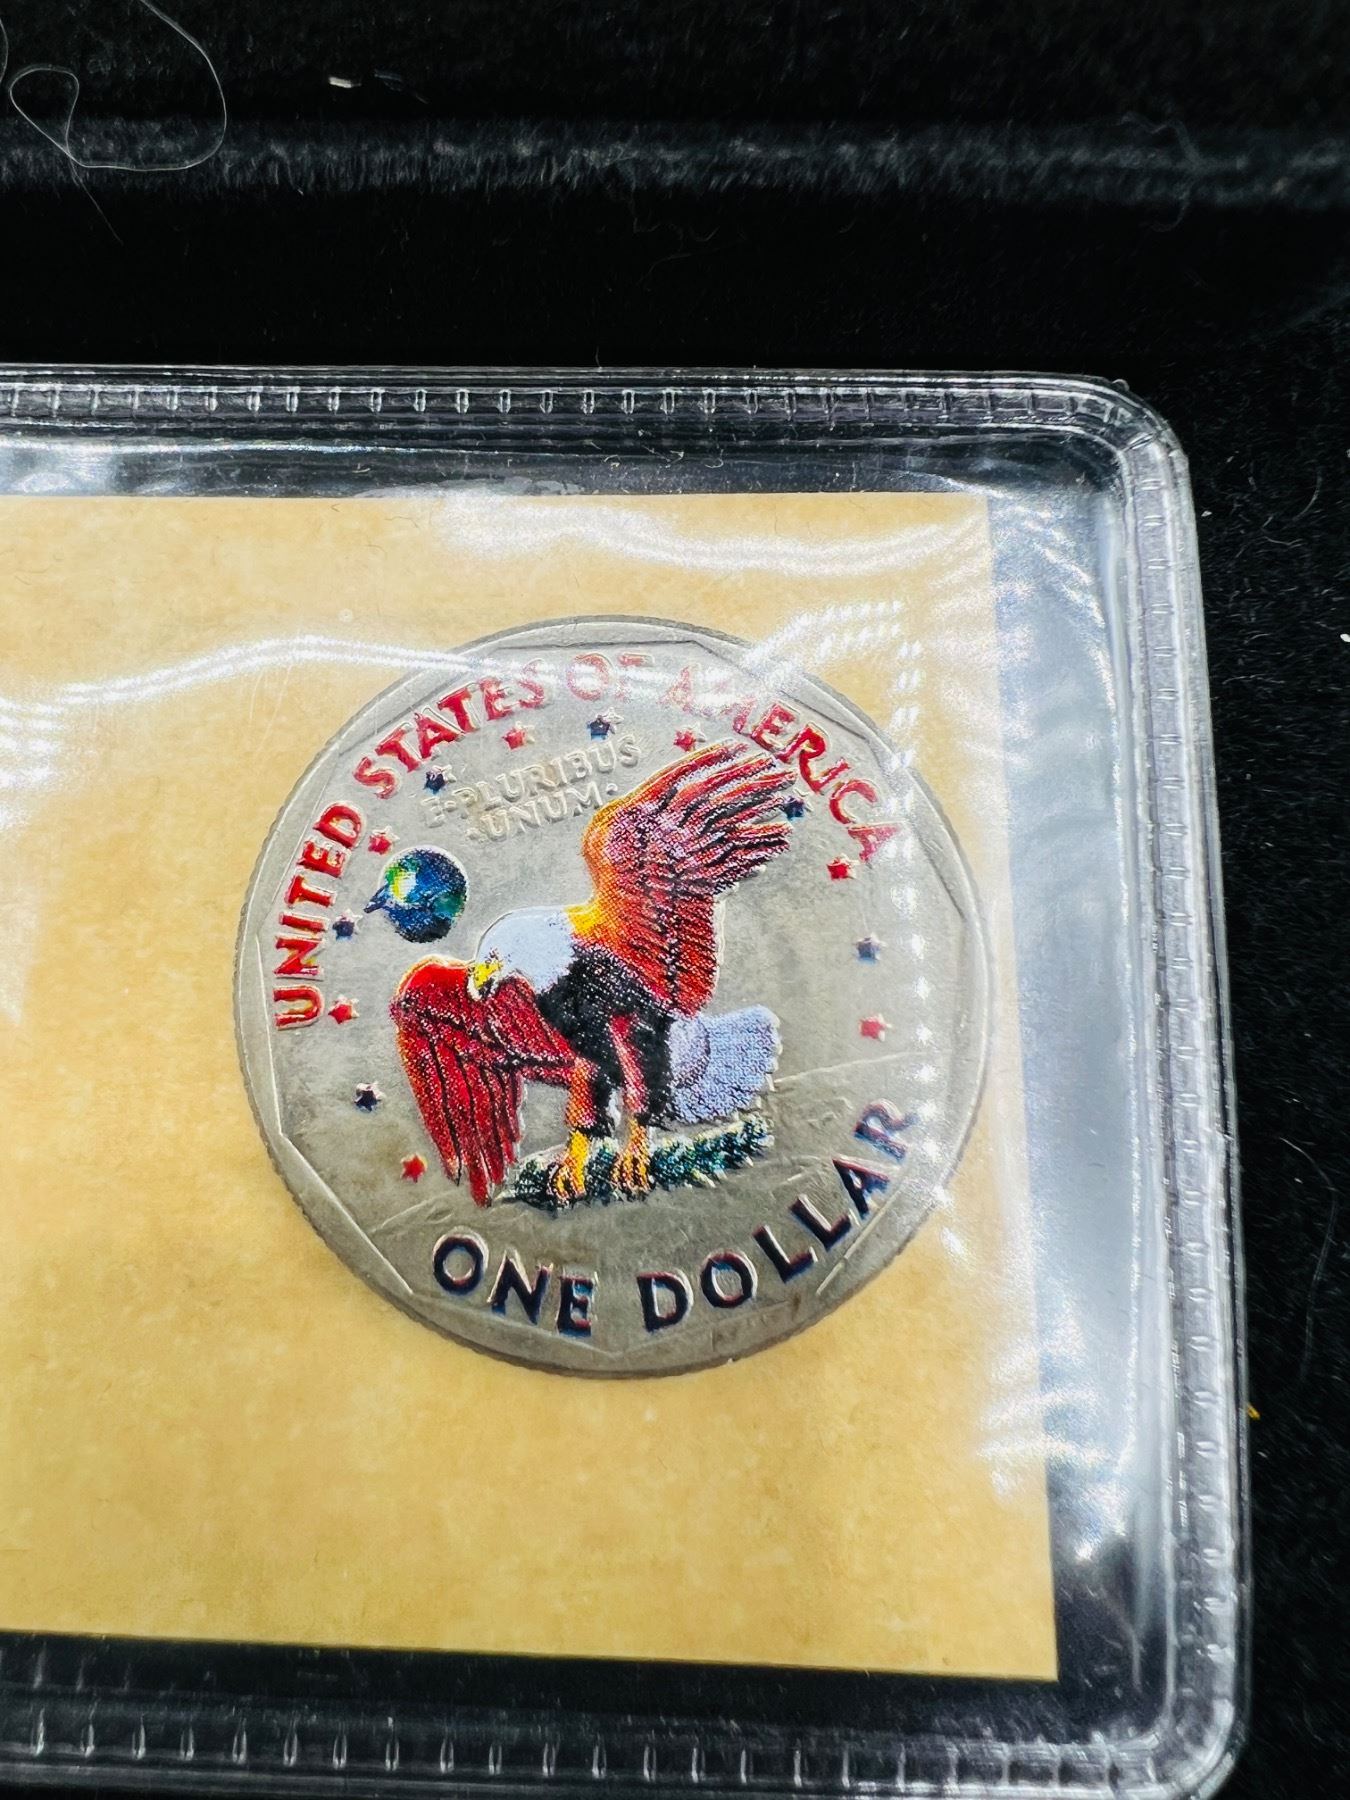 UNITED STATES OF AMERICA
E·PLURIBUS
·UNUM·
ONE DOLLAR